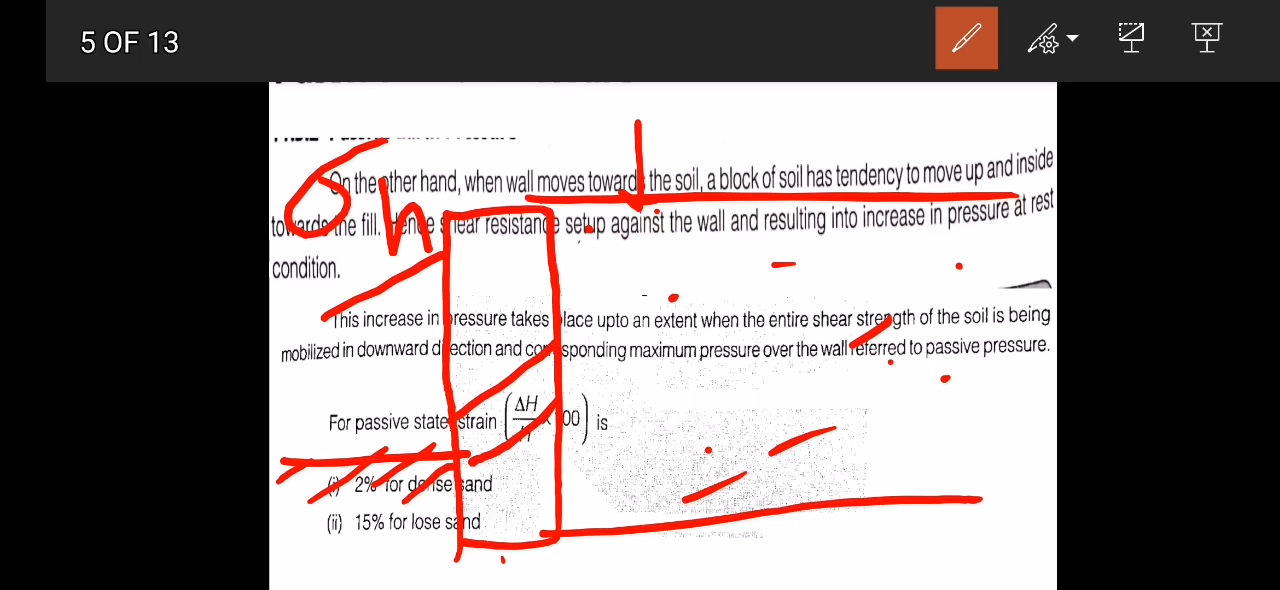 5 OF 13
On the other hand, when wall moves towards the soil, a block of soil has tendency to move up and inside
towards the fill. Hence shear resistance setup against the wall and resulting into increase in pressure at rest
condition.
σh
This increase in pressure takes place upto an extent when the entire shear strength of the soil is being
mobilized in downward direction and corresponding maximum pressure over the wall referred to passive pressure.
For passive state, strain (ΔH/H × 100) is
(i) 2% for dense sand
(ii) 15% for lose sand